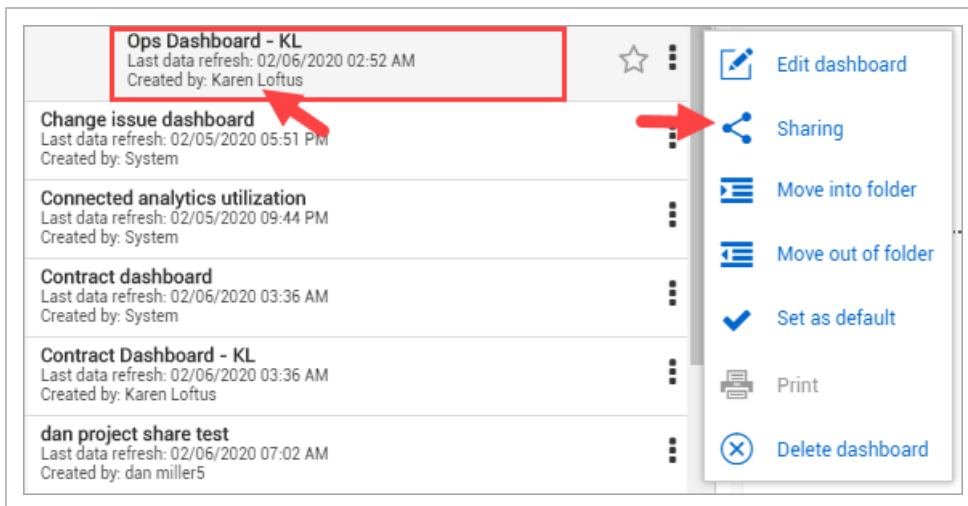 Ops Dashboard - KL
Last data refresh: 02/06/2020 02:52 AM
Created by: Karen Loftus
Change issue dashboard
Last data refresh: 02/05/2020 05:51 PM
Created by: System
Connected analytics utilization
Last data refresh: 02/05/2020 09:44 PM
Created by: System
Contract dashboard
Last data refresh: 02/06/2020 03:36 AM
Created by: System
Contract Dashboard - KL
Last data refresh: 02/06/2020 03:36 AM
Created by: Karen Loftus
dan project share test
Last data refresh: 02/06/2020 07:02 AM
Created by: dan miller5
Edit dashboard
Sharing
Move into folder
Move out of folder
Set as default
Print
Delete dashboard